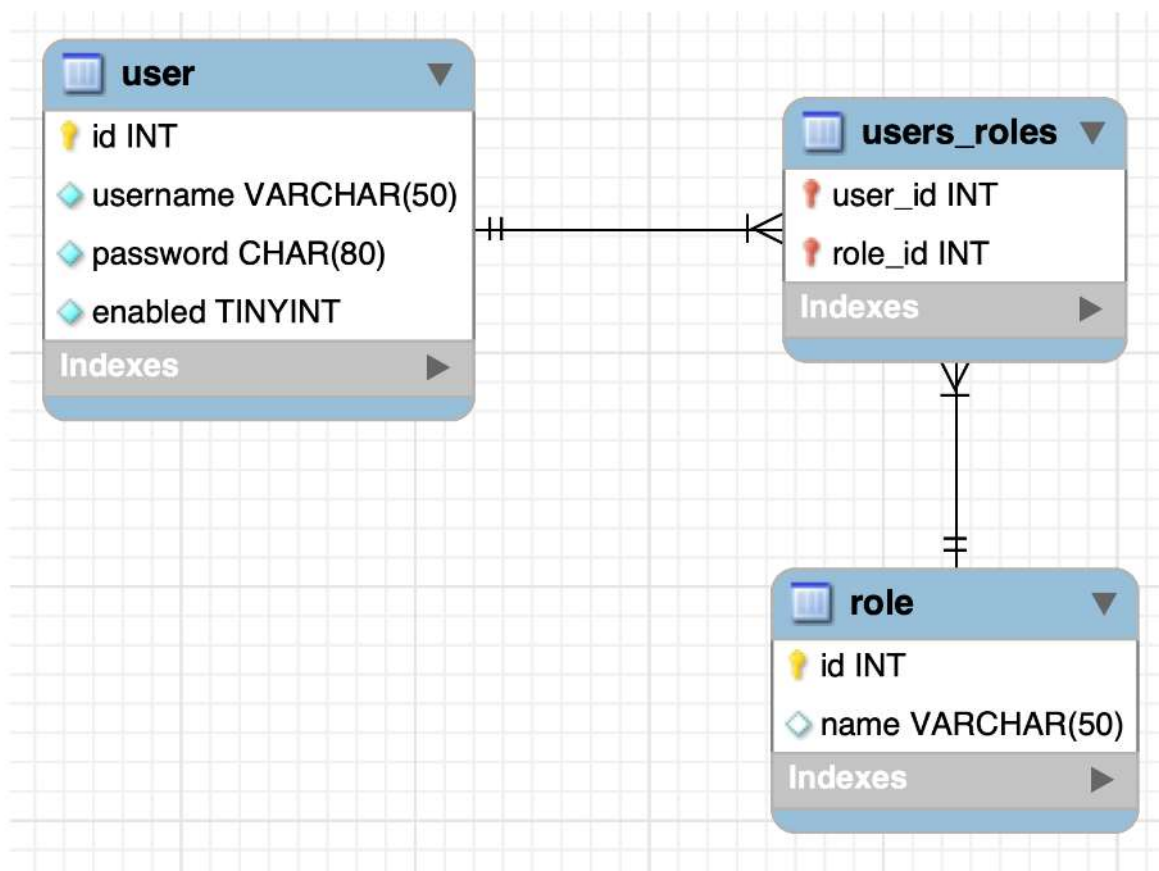 user
id INT
username VARCHAR(50)
password CHAR(80)
enabled TINYINT
Indexes
users_roles
user_id INT
role_id INT
Indexes
role
id INT
name VARCHAR(50)
Indexes